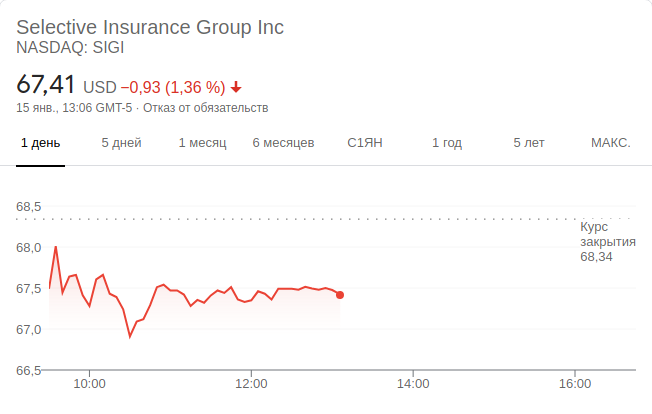 Selective Insurance Group Inc
NASDAQ: SIGI
67,41 USD −0,93 (1,36 %)
15 янв., 13:06 GMT-5 · Отказ от обязательств
1 день 5 дней 1 месяц 6 месяцев С1ЯН 1 год 5 лет МАКС.
68,5
Курс
закрытия
68,34
68,0
67,5
67,0
66,5
10:00 12:00 14:00 16:00